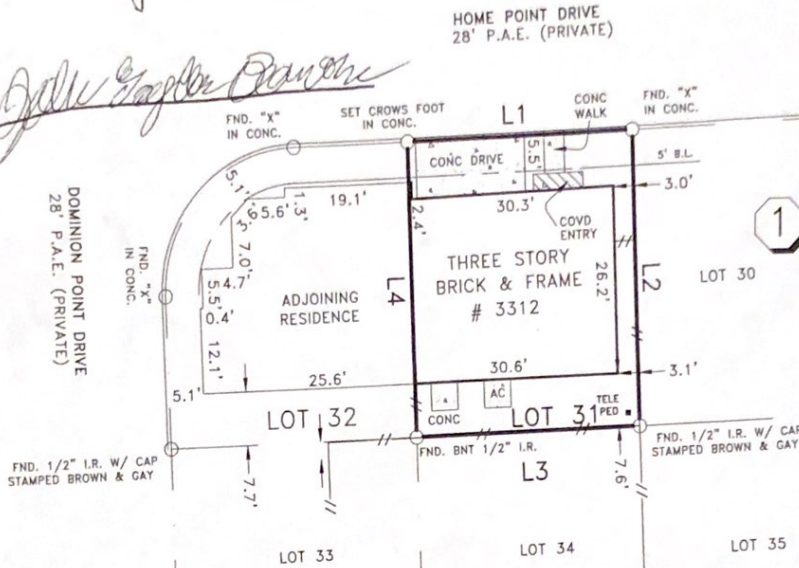 HOME POINT DRIVE
28' P.A.E. (PRIVATE)
FND. "X"
IN CONC.
SET CROWS FOOT
IN CONC.
L1
CONC
WALK
FND. "X"
IN CONC.
CONC DRIVE
5.5'
5' B.L.
3.0'
5.1'
3.6'
5.6'
1.3'
19.1'
2.4'
30.3'
COVD
ENTRY
1
DOMINION POINT DRIVE
28' P.A.E. (PRIVATE)
FND. "X"
IN CONC.
7.0'
4.7'
5.5'
0.4'
12.1'
ADJOINING
RESIDENCE
L4
THREE STORY
BRICK & FRAME
# 3312
26.2'
L2
LOT 30
5.1'
25.6'
30.6'
3.1'
CONC
AC
TELE
PED
LOT 32
LOT 31
FND. 1/2" I.R. W/ CAP
STAMPED BROWN & GAY
FND. BNT 1/2" I.R.
FND. 1/2" I.R. W/ CAP
STAMPED BROWN & GAY
7.7'
L3
7.6'
LOT 33
LOT 34
LOT 35